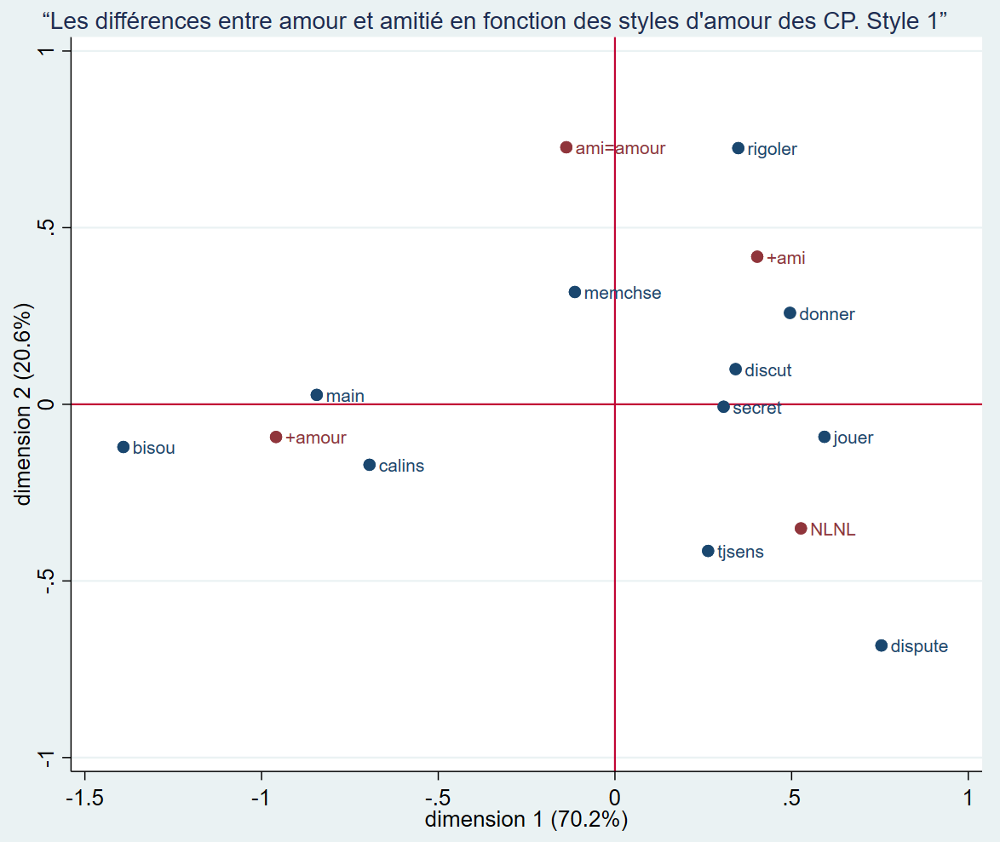 “Les différences entre amour et amitié en fonction des styles d'amour des CP. Style 1”
1
ami=amour
rigoler
.5
+ami
memchse
donner
discut
main
0
secret
+amour
jouer
bisou
calins
NLNL
tjsens
-.5
dispute
-1
dimension 2 (20.6%)
-1.5 -1 -.5 0 .5 1
dimension 1 (70.2%)